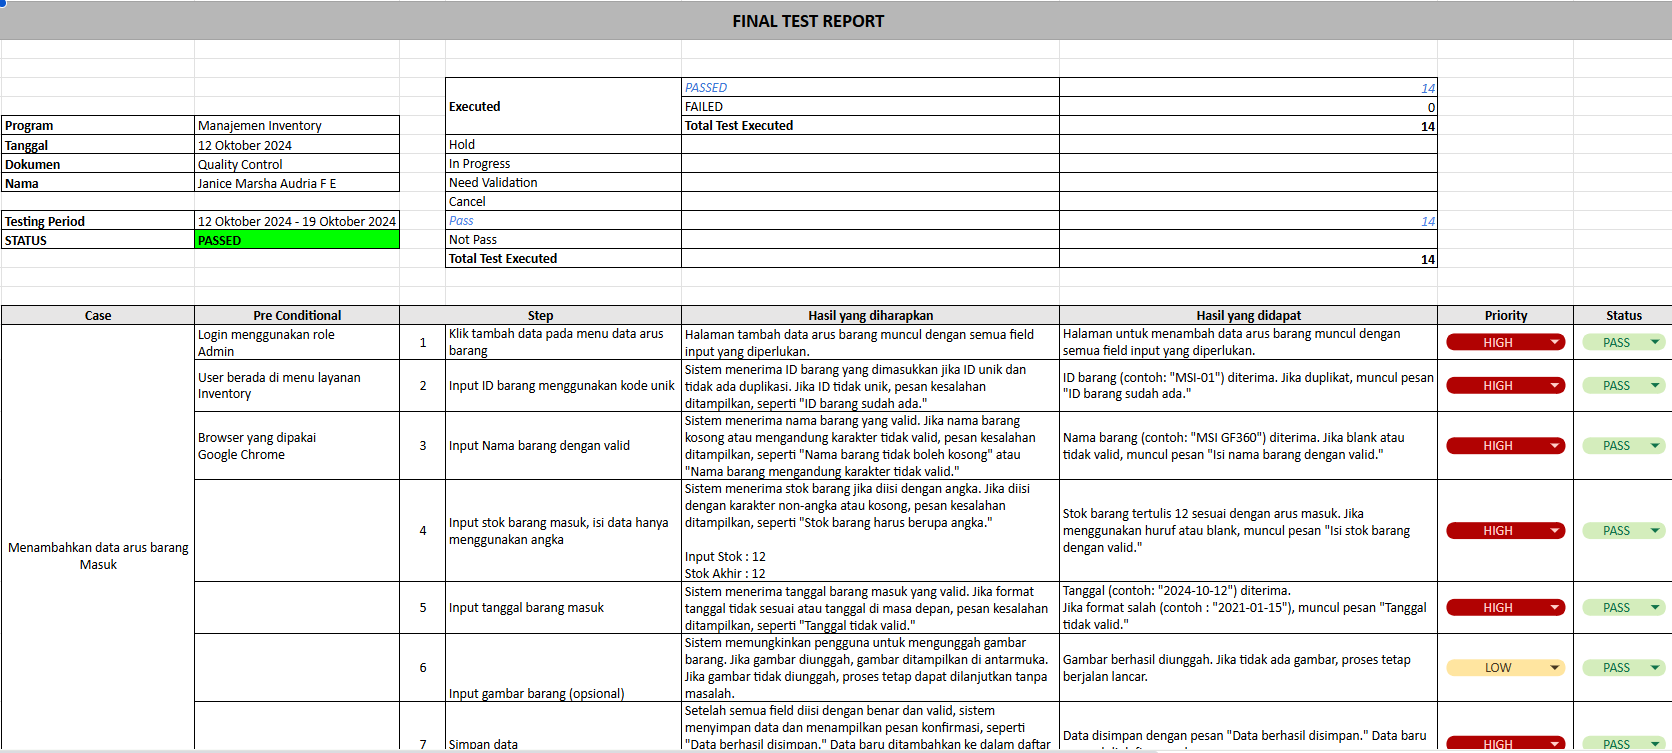 FINAL TEST REPORT
Executed
PASSED 14
FAILED 0
Total Test Executed 14
Hold
In Progress
Need Validation
Cancel
Pass 14
Not Pass
Total Test Executed 14
Program Manajemen Inventory
Tanggal 12 Oktober 2024
Dokumen Quality Control
Nama Janice Marsha Audria F E
Testing Period 12 Oktober 2024 - 19 Oktober 2024
STATUS PASSED
Case Pre Conditional Step Hasil yang diharapkan Hasil yang didapat Priority Status
Menambahkan data arus barang
Masuk
Login menggunakan role
Admin
1
Klik tambah data pada menu data arus
barang
Halaman tambah data arus barang muncul dengan semua field
input yang diperlukan.
Halaman untuk menambah data arus barang muncul dengan
semua field input yang diperlukan.
HIGH
PASS
User berada di menu layanan
Inventory
2
Input ID barang menggunakan kode unik
Sistem menerima ID barang yang dimasukkan jika ID unik dan
tidak ada duplikasi. Jika ID tidak unik, pesan kesalahan
ditampilkan, seperti "ID barang sudah ada."
ID barang (contoh: "MSI-01") diterima. Jika duplikat, muncul pesan
"ID barang sudah ada."
HIGH
PASS
Browser yang dipakai
Google Chrome
3
Input Nama barang dengan valid
Sistem menerima nama barang yang valid. Jika nama barang
kosong atau mengandung karakter tidak valid, pesan kesalahan
ditampilkan, seperti "Nama barang tidak boleh kosong" atau
"Nama barang mengandung karakter tidak valid."
Nama barang (contoh: "MSI GF360") diterima. Jika blank atau
tidak valid, muncul pesan "Isi nama barang dengan valid."
HIGH
PASS
4
Input stok barang masuk, isi data hanya
menggunakan angka
Sistem menerima stok barang jika diisi dengan angka. Jika diisi
dengan karakter non-angka atau kosong, pesan kesalahan
ditampilkan, seperti "Stok barang harus berupa angka."
Input Stok : 12
Stok Akhir : 12
Stok barang tertulis 12 sesuai dengan arus masuk. Jika
menggunakan huruf atau blank, muncul pesan "Isi stok barang
dengan valid."
HIGH
PASS
5
Input tanggal barang masuk
Sistem menerima tanggal barang masuk yang valid. Jika format
tanggal tidak sesuai atau tanggal di masa depan, pesan kesalahan
ditampilkan, seperti "Tanggal tidak valid."
Tanggal (contoh: "2024-10-12") diterima.
Jika format salah (contoh : "2021-01-15"), muncul pesan "Tanggal
tidak valid."
HIGH
PASS
6
Input gambar barang (opsional)
Sistem memungkinkan pengguna untuk mengunggah gambar
barang. Jika gambar diunggah, gambar ditampilkan di antarmuka.
Jika gambar tidak diunggah, proses tetap dapat dilanjutkan tanpa
masalah.
Gambar berhasil diunggah. Jika tidak ada gambar, proses tetap
berjalan lancar.
LOW
PASS
7
Simpan data
Setelah semua field diisi dengan benar dan valid, sistem
menyimpan data dan menampilkan pesan konfirmasi, seperti
"Data berhasil disimpan." Data baru ditambahkan ke dalam daftar
Data disimpan dengan pesan "Data berhasil disimpan." Data baru
HIGH
PASS